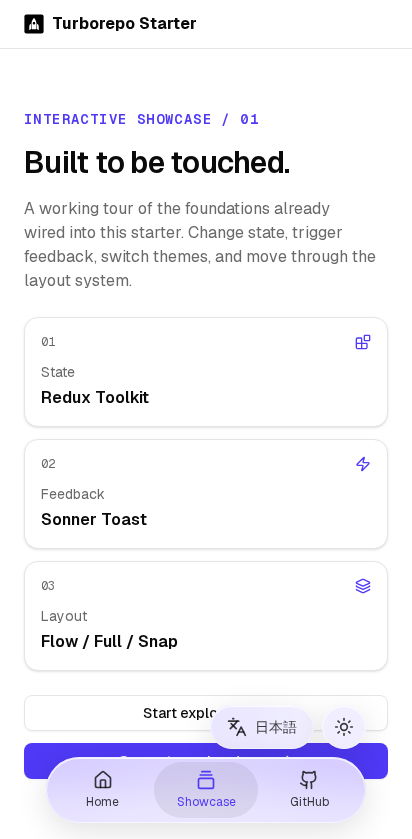 Turborepo Starter
INTERACTIVE SHOWCASE / 01
Built to be touched.
A working tour of the foundations already
wired into this starter. Change state, trigger
feedback, switch themes, and move through the
layout system.
01
State
Redux Toolkit
02
Feedback
Sonner Toast
03
Layout
Flow / Full / Snap
Start
日本語
Home
Showcase
GitHub